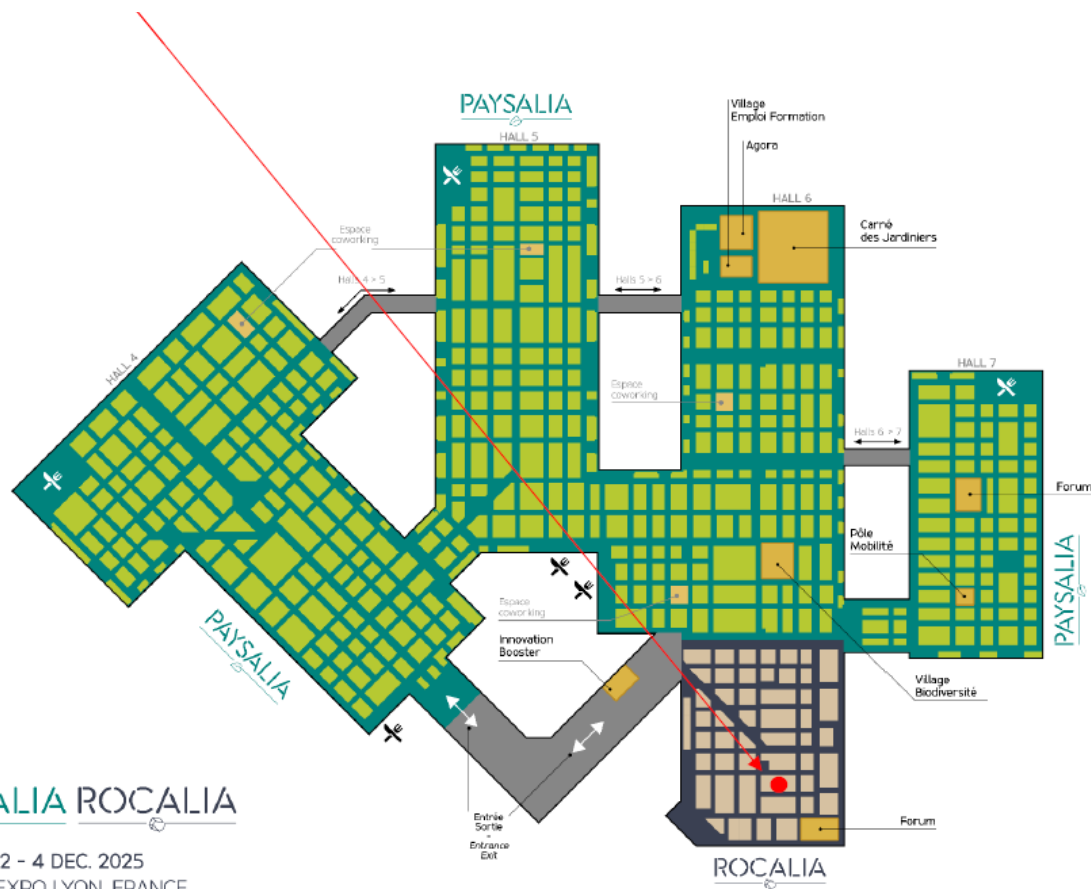 PAYSALIA
HALL 5
Village
Emploi Formation
Agora
HALL 6
Carné
des Jardiniers
Espace
coworking
Halls 4 > 5
Halls 5 > 6
HALL 4
HALL 7
Espace
coworking
Halls 6 > 7
Forum
Pôle
Mobilité
PAYSALIA
PAYSALIA
Espace
coworking
Innovation
Booster
Village
Biodiversité
ALIA ROCALIA
Entrée
Sortie
-
Entrance
Exit
Forum
2 - 4 DEC. 2025
EXPO LYON, FRANCE
ROCALIA